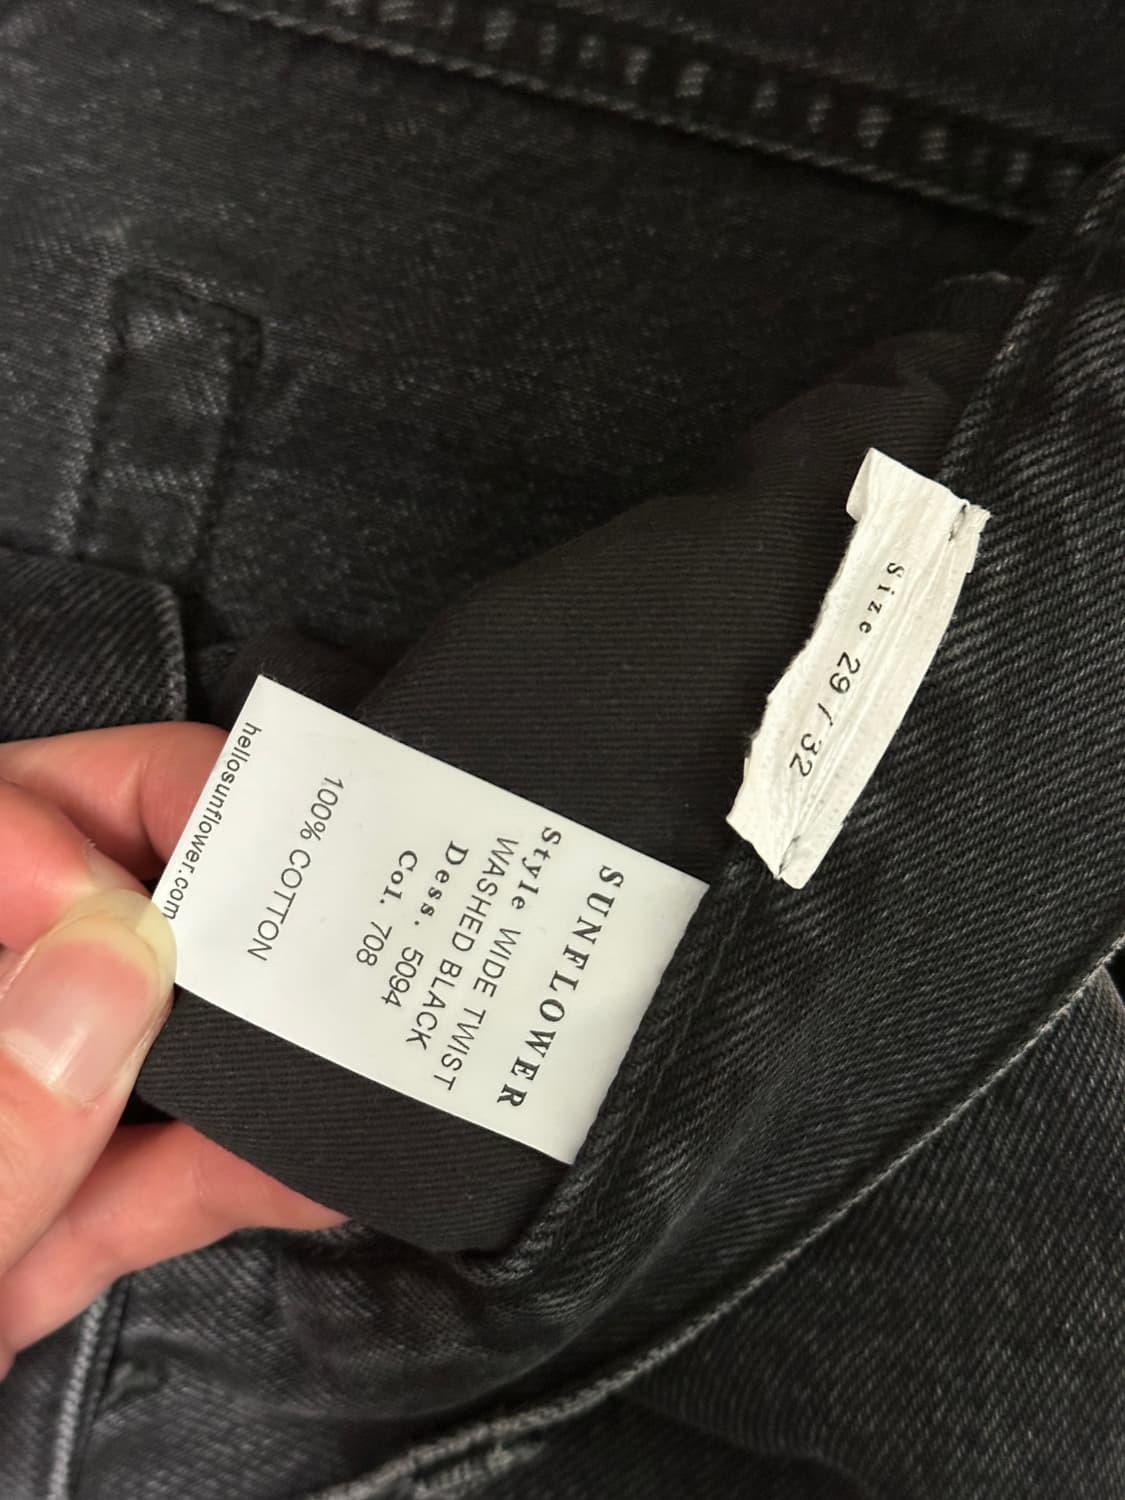 SUNFLOWER
Style WIDE TWIST
WASHED BLACK
Dess. 5094
Col. 708
100% COTTON
hellosunflower.com
Size 29 / 32